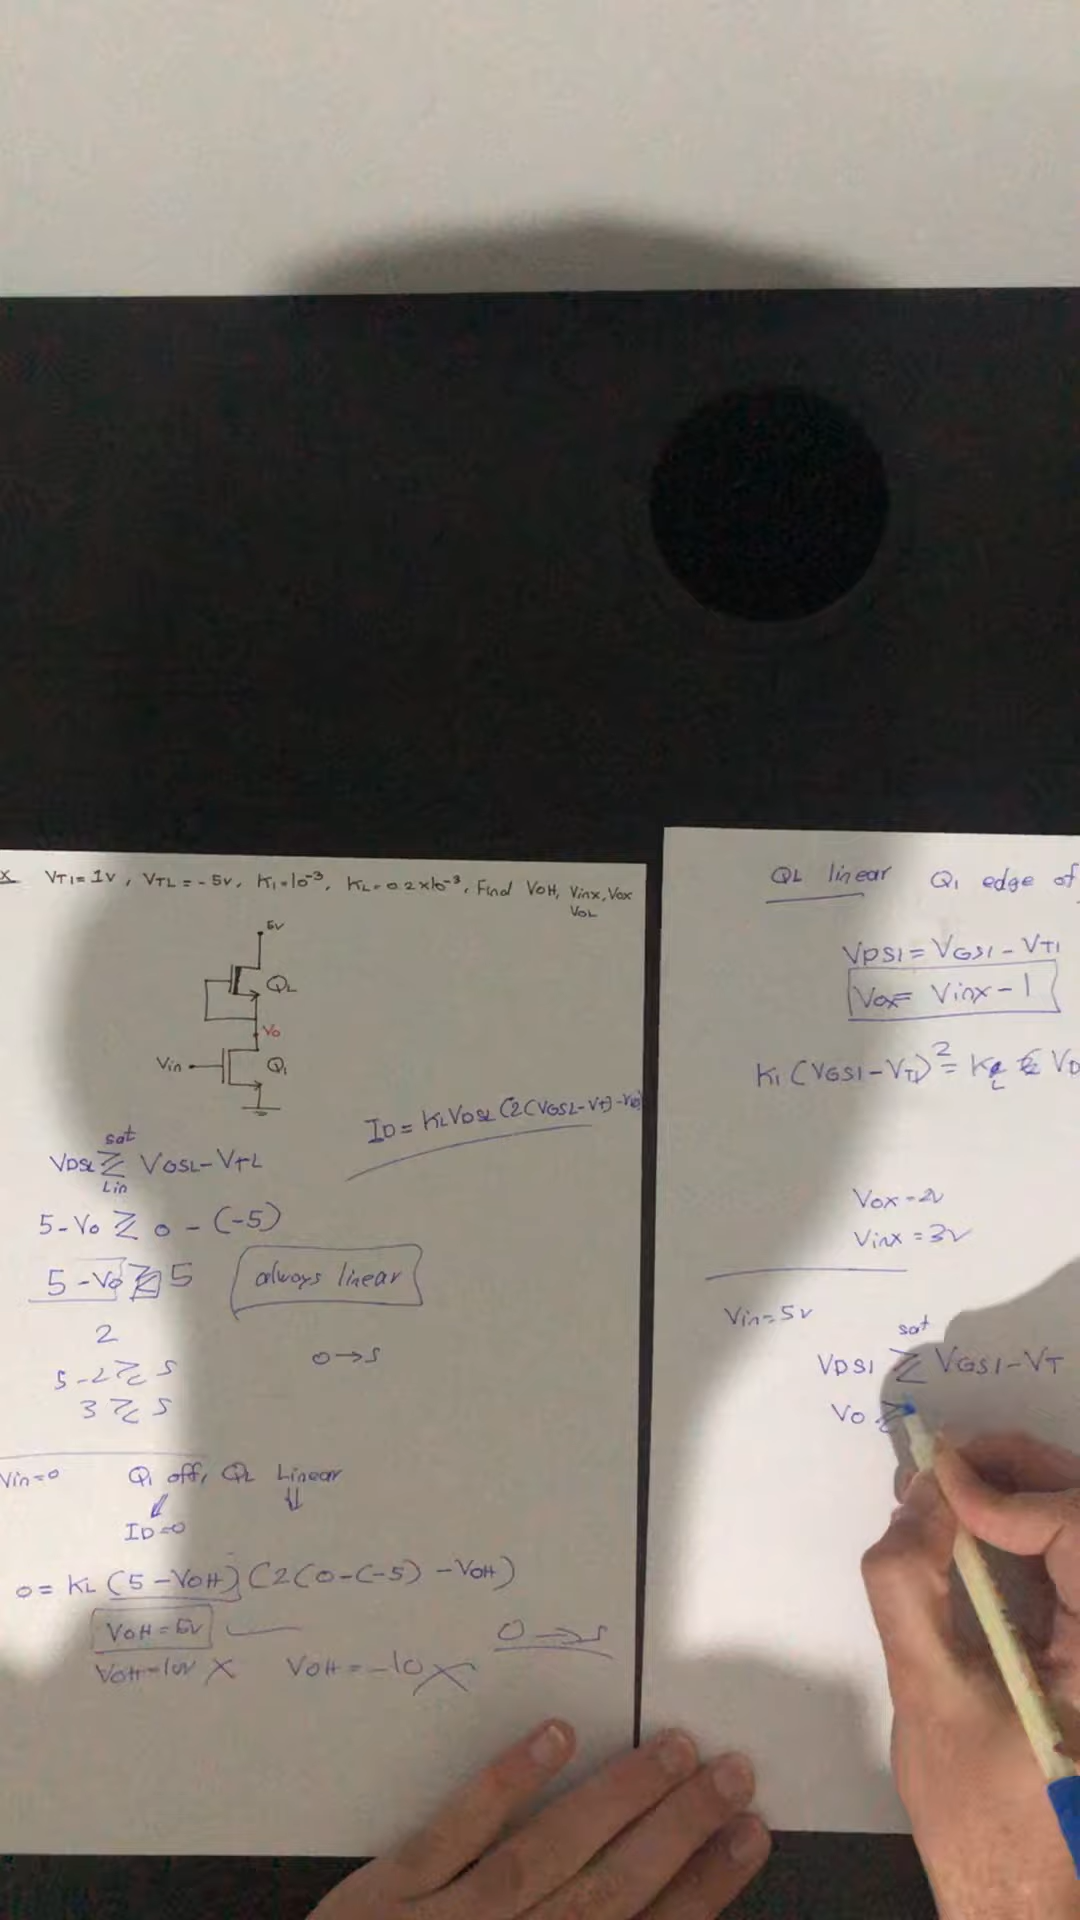 x VT1=1V, VTL=-5V, K1=10⁻³, KL=0.2x10⁻³, Find VOH, Vinx, Vox
VOL
5V
QL
Vo
Vin
Q1
ID = KLVDSL (2(VGSL-VT)-
sat
VDSL ≷ VGSL-VTL
Lin
5-Vo ≷ 0 - (-5)
5-Vo ≷ 5 always linear
2
5-2 ≷ 5
3 ≷ 5
0→5
Vin=0 Q1 off, QL Linear
ID=0
0 = KL (5-VOH) (2(0-(-5) -VOH)
VOH=5V
0→5
VOH=10V X VOH=-10 X
QL linear Q1 edge of
VDS1 = VGS1 - VT1
Vox = Vinx - 1
K1 (VGS1-VT1)² = KL VD
Vox=2V
Vinx=3V
Vin=5V
sat
VDS1 ≷ VGS1-VT
Vo ≷